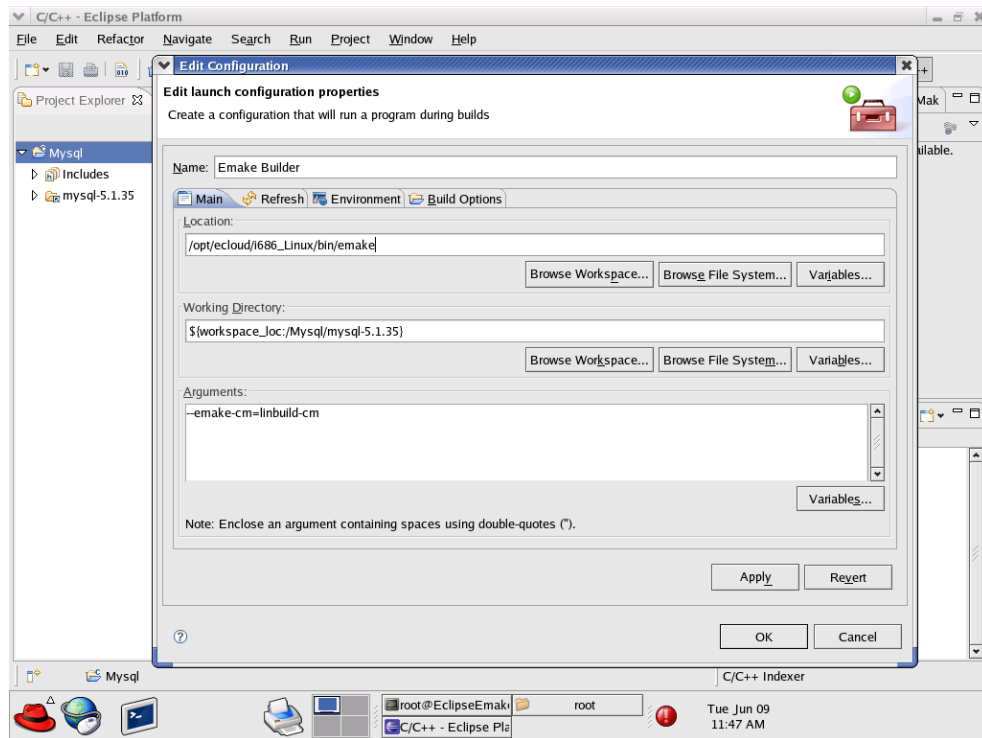 C/C++ - Eclipse Platform
File Edit Refactor Navigate Search Run Project Window Help
Edit Configuration
Project Explorer
Edit launch configuration properties
Create a configuration that will run a program during builds
Mysql
Includes
mysql-5.1.35
Name: Emake Builder
Main Refresh Environment Build Options
Location:
/opt/ecloud/i686_Linux/bin/emake
Browse Workspace... Browse File System... Variables...
Working Directory:
${workspace_loc:/Mysql/mysql-5.1.35}
Browse Workspace... Browse File System... Variables...
Arguments:
--emake-cm=linbuild-cm
Variables...
Note: Enclose an argument containing spaces using double-quotes (").
Apply Revert
OK Cancel
Mak
ilable.
Mysql
C/C++ Indexer
root@EclipseEmak
root
C/C++ - Eclipse Pla
Tue Jun 09
11:47 AM